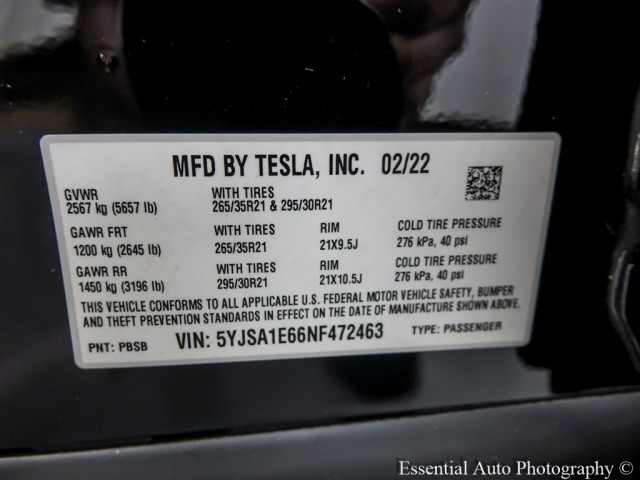 MFD BY TESLA, INC. 02/22
GVWR WITH TIRES
2567 kg (5657 lb) 265/35R21 & 295/30R21
GAWR FRT WITH TIRES RIM COLD TIRE PRESSURE
1200 kg (2645 lb) 265/35R21 21X9.5J 276 kPa, 40 psi
GAWR RR WITH TIRES RIM COLD TIRE PRESSURE
1450 kg (3196 lb) 295/30R21 21X10.5J 276 kPa, 40 psi
THIS VEHICLE CONFORMS TO ALL APPLICABLE U.S. FEDERAL MOTOR VEHICLE SAFETY, BUMPER
AND THEFT PREVENTION STANDARDS IN EFFECT ON THE DATE OF MANUFACTURE SHOWN ABOVE.
PNT: PBSB VIN: 5YJSA1E66NF472463 TYPE: PASSENGER
Essential Auto Photography ©